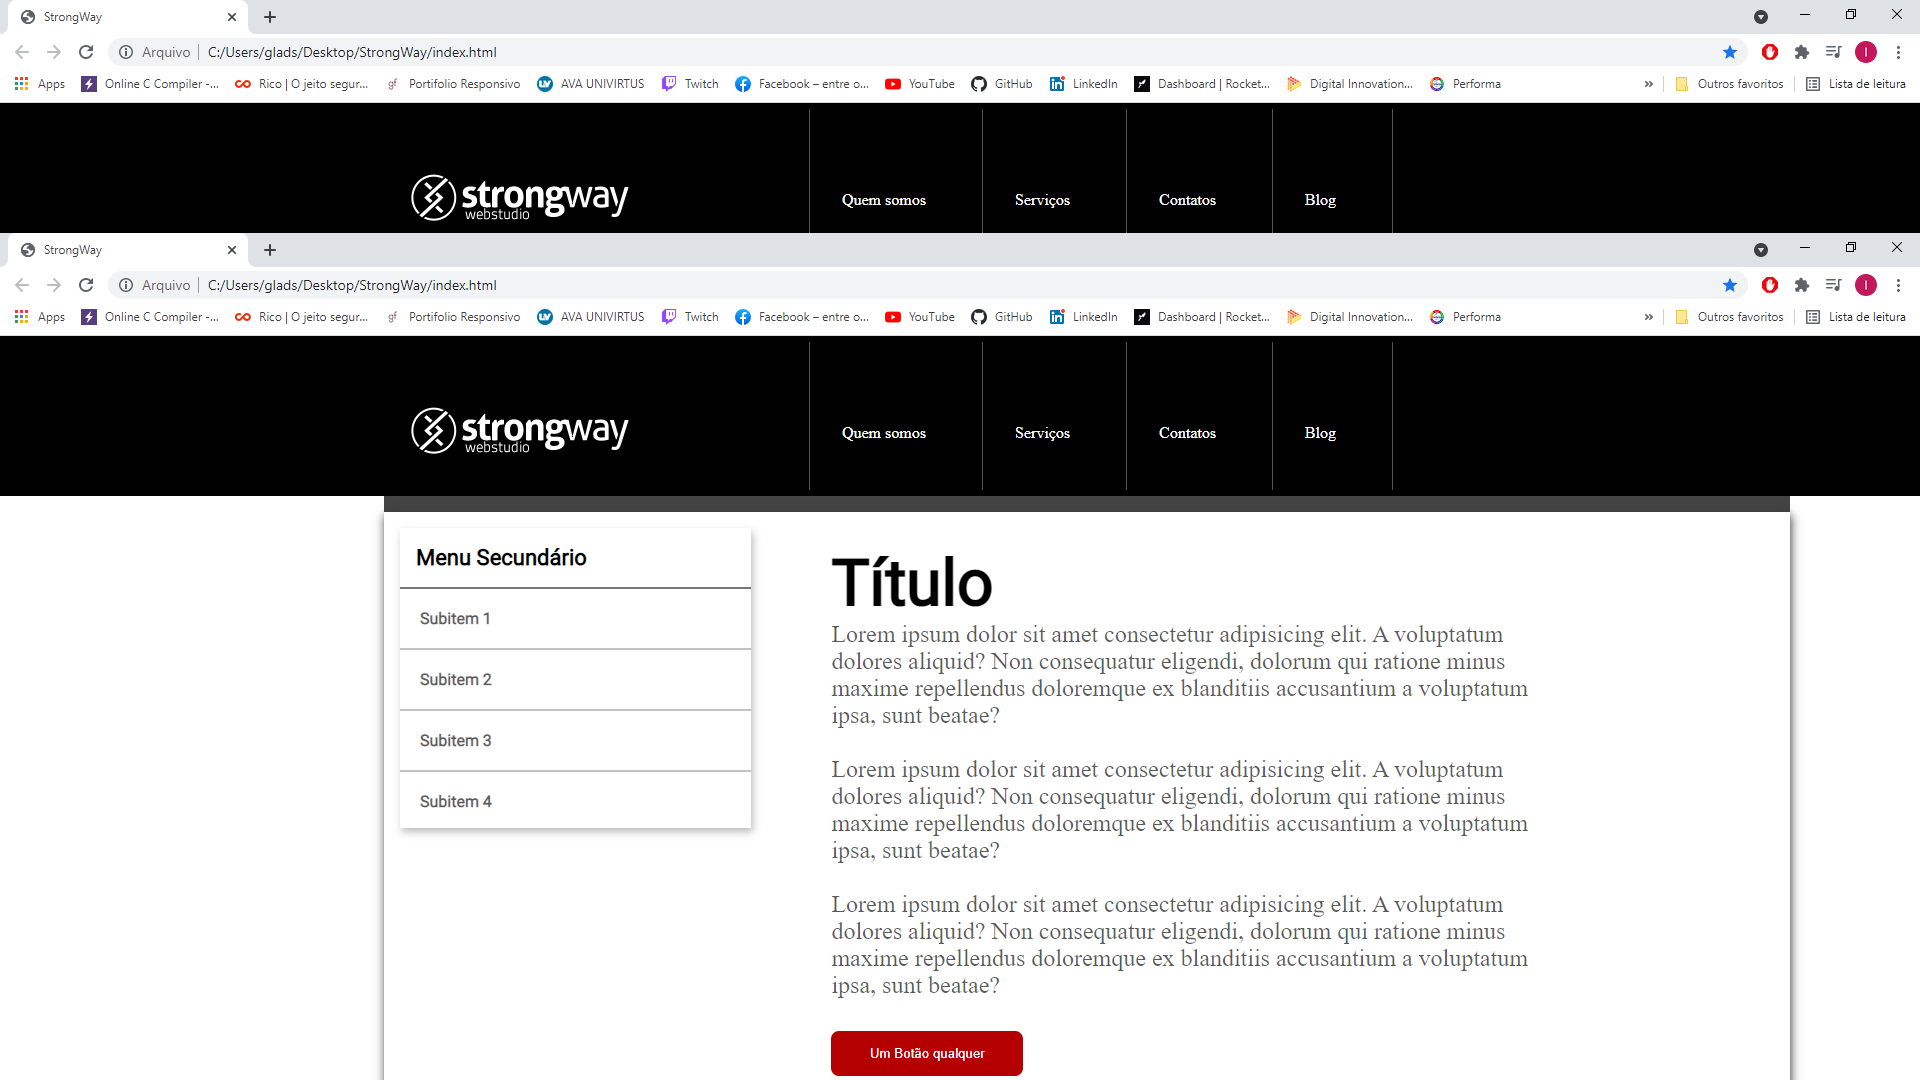 StrongWay
Arquivo C:/Users/glads/Desktop/StrongWay/index.html
Apps Online C Compiler -... Rico | O jeito segur... gf Portifolio Responsivo AVA UNIVIRTUS Twitch Facebook – entre o... YouTube GitHub LinkedIn Dashboard | Rocket... Digital Innovation... Performa » Outros favoritos Lista de leitura
strongway Quem somos Serviços Contatos Blog
webstudio
StrongWay
Arquivo C:/Users/glads/Desktop/StrongWay/index.html
Apps Online C Compiler -... Rico | O jeito segur... gf Portifolio Responsivo AVA UNIVIRTUS Twitch Facebook – entre o... YouTube GitHub LinkedIn Dashboard | Rocket... Digital Innovation... Performa » Outros favoritos Lista de leitura
strongway Quem somos Serviços Contatos Blog
webstudio
Menu Secundário
Subitem 1
Subitem 2
Subitem 3
Subitem 4
Título
Lorem ipsum dolor sit amet consectetur adipisicing elit. A voluptatum
dolores aliquid? Non consequatur eligendi, dolorum qui ratione minus
maxime repellendus doloremque ex blanditiis accusantium a voluptatum
ipsa, sunt beatae?
Lorem ipsum dolor sit amet consectetur adipisicing elit. A voluptatum
dolores aliquid? Non consequatur eligendi, dolorum qui ratione minus
maxime repellendus doloremque ex blanditiis accusantium a voluptatum
ipsa, sunt beatae?
Lorem ipsum dolor sit amet consectetur adipisicing elit. A voluptatum
dolores aliquid? Non consequatur eligendi, dolorum qui ratione minus
maxime repellendus doloremque ex blanditiis accusantium a voluptatum
ipsa, sunt beatae?
Um Botão qualquer